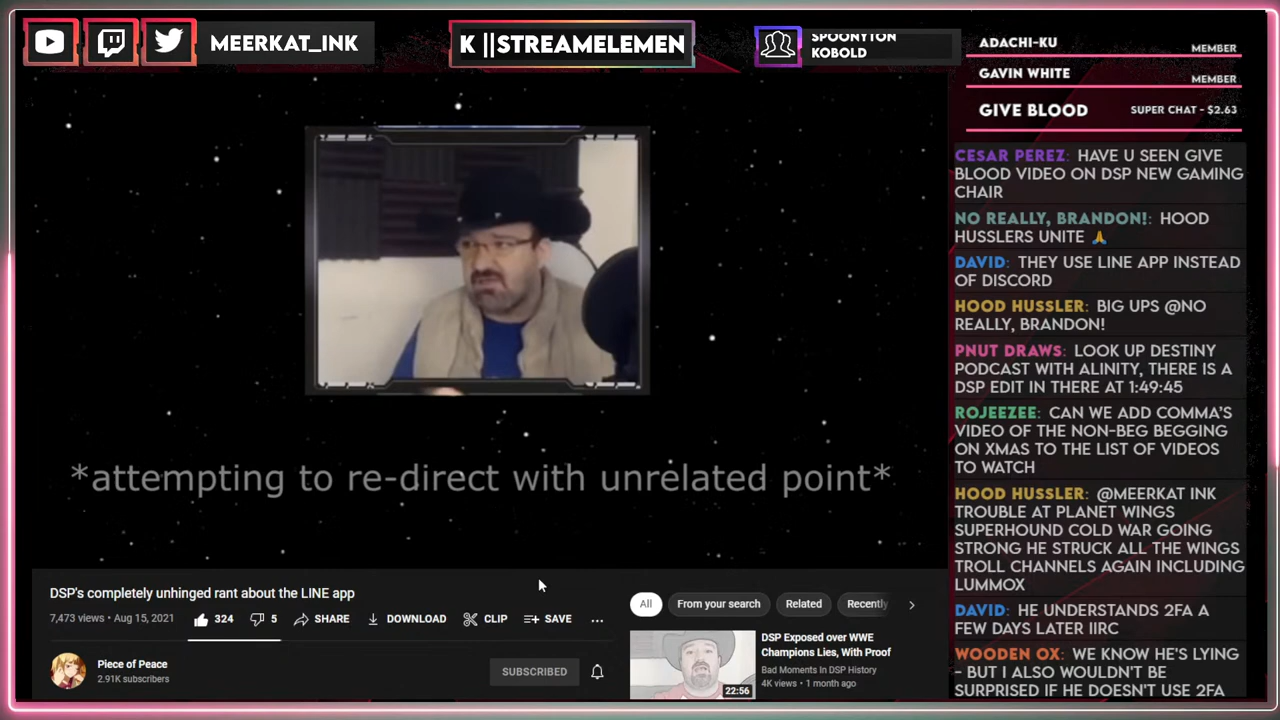 MEERKAT_INK
K ||STREAMELEMEN
SPOONYTON
KOBOLD
ADACHI-KU MEMBER
GAVIN WHITE MEMBER
GIVE BLOOD SUPER CHAT - $2.63
*attempting to re-direct with unrelated point*
DSP's completely unhinged rant about the LINE app
7,473 views • Aug 15, 2021
324
5
SHARE
DOWNLOAD
CLIP
SAVE
Piece of Peace
2.91K subscribers
SUBSCRIBED
All
From your search
Related
Recently
DSP Exposed over WWE
Champions Lies, With Proof
Bad Moments In DSP History
4K views • 1 month ago
22:56
CESAR PEREZ: HAVE U SEEN GIVE
BLOOD VIDEO ON DSP NEW GAMING
CHAIR
NO REALLY, BRANDON!: HOOD
HUSSLERS UNITE 🙏
DAVID: THEY USE LINE APP INSTEAD
OF DISCORD
HOOD HUSSLER: BIG UPS @NO
REALLY, BRANDON!
PNUT DRAWS: LOOK UP DESTINY
PODCAST WITH ALINITY, THERE IS A
DSP EDIT IN THERE AT 1:49:45
ROJEEZEE: CAN WE ADD COMMA'S
VIDEO OF THE NON-BEG BEGGING
ON XMAS TO THE LIST OF VIDEOS
TO WATCH
HOOD HUSSLER: @MEERKAT INK
TROUBLE AT PLANET WINGS
SUPERHOUND COLD WAR GOING
STRONG HE STRUCK ALL THE WINGS
TROLL CHANNELS AGAIN INCLUDING
LUMMOX
DAVID: HE UNDERSTANDS 2FA A
FEW DAYS LATER IIRC
WOODEN OX: WE KNOW HE'S LYING
- BUT I ALSO WOULDN'T BE
SURPRISED IF HE DOESN'T USE 2FA